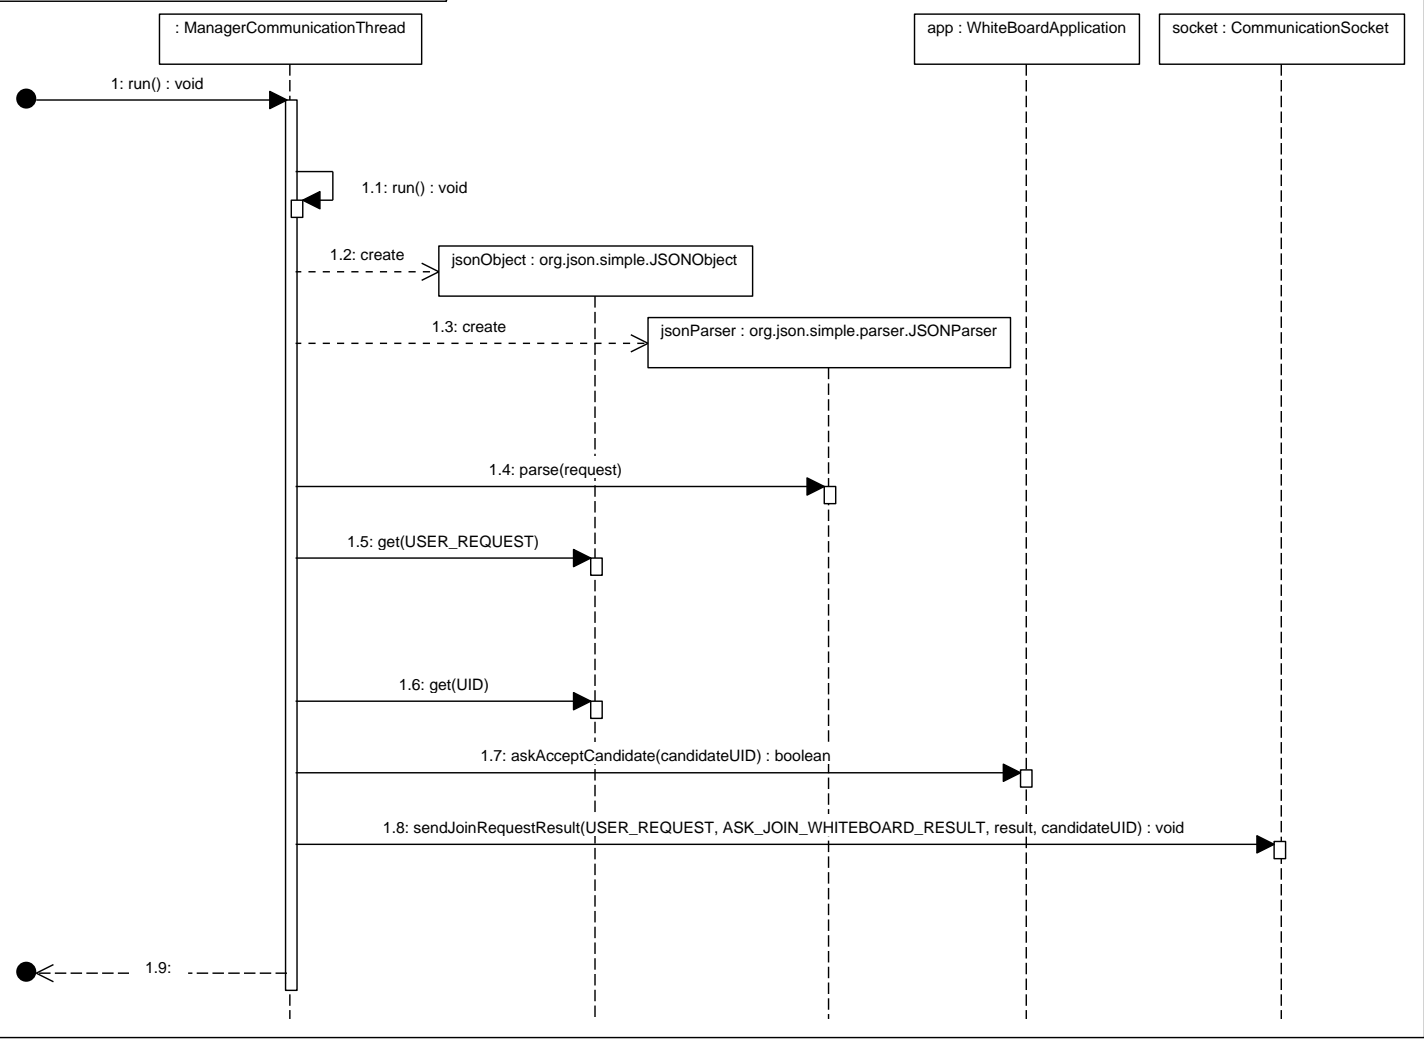 : ManagerCommunicationThread
app : WhiteBoardApplication
socket : CommunicationSocket
1: run() : void
1.1: run() : void
1.2: create
jsonObject : org.json.simple.JSONObject
1.3: create
jsonParser : org.json.simple.parser.JSONParser
1.4: parse(request)
1.5: get(USER_REQUEST)
1.6: get(UID)
1.7: askAcceptCandidate(candidateUID) : boolean
1.8: sendJoinRequestResult(USER_REQUEST, ASK_JOIN_WHITEBOARD_RESULT, result, candidateUID) : void
1.9: